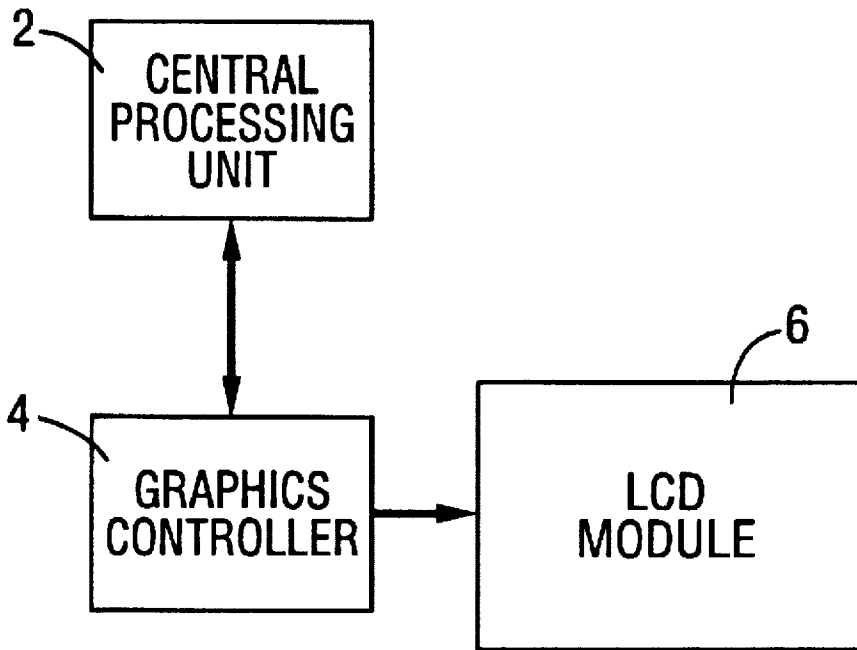 2
CENTRAL
PROCESSING
UNIT
6
4
GRAPHICS
CONTROLLER
LCD
MODULE